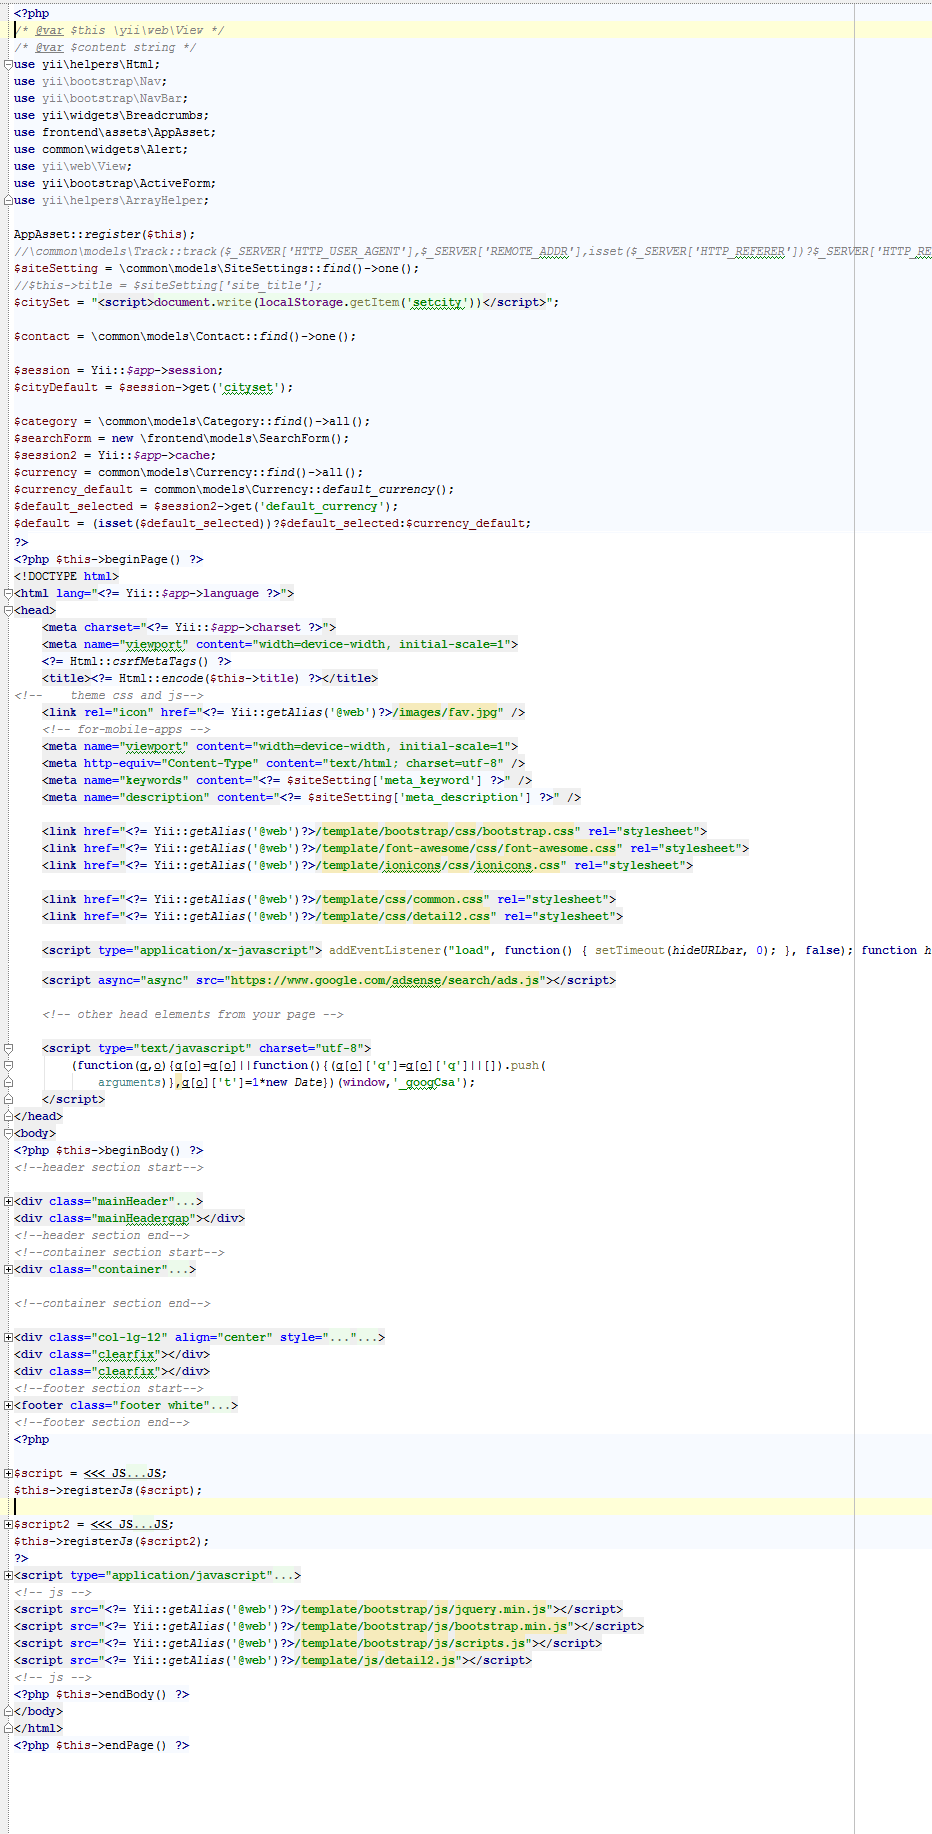 <?php
/* @var $this \yii\web\View */
/* @var $content string */
use yii\helpers\Html;
use yii\bootstrap\Nav;
use yii\bootstrap\NavBar;
use yii\widgets\Breadcrumbs;
use frontend\assets\AppAsset;
use common\widgets\Alert;
use yii\web\View;
use yii\bootstrap\ActiveForm;
use yii\helpers\ArrayHelper;
AppAsset::register($this);
//\common\models\Track::track($_SERVER['HTTP_USER_AGENT'],$_SERVER['REMOTE_ADDR'],isset($_SERVER['HTTP_REFERER'])?$_SERVER['HTTP_RE
$siteSetting = \common\models\SiteSettings::find()->one();
//$this->title = $siteSetting['site_title'];
$citySet = "<script>document.write(localStorage.getItem('setcity'))</script>";
$contact = \common\models\Contact::find()->one();
$session = Yii::$app->session;
$cityDefault = $session->get('cityset');
$category = \common\models\Category::find()->all();
$searchForm = new \frontend\models\SearchForm();
$session2 = Yii::$app->cache;
$currency = common\models\Currency::find()->all();
$currency_default = common\models\Currency::default_currency();
$default_selected = $session2->get('default_currency');
$default = (isset($default_selected))?$default_selected:$currency_default;
?>
<?php $this->beginPage() ?>
<!DOCTYPE html>
<html lang="<?= Yii::$app->language ?>">
<head>
<meta charset="<?= Yii::$app->charset ?>">
<meta name="viewport" content="width=device-width, initial-scale=1">
<?= Html::csrfMetaTags() ?>
<title><?= Html::encode($this->title) ?></title>
<!-- theme css and js-->
<link rel="icon" href="<?= Yii::getAlias('@web')?>/images/fav.jpg" />
<!-- for-mobile-apps -->
<meta name="viewport" content="width=device-width, initial-scale=1">
<meta http-equiv="Content-Type" content="text/html; charset=utf-8" />
<meta name="keywords" content="<?= $siteSetting['meta_keyword'] ?>" />
<meta name="description" content="<?= $siteSetting['meta_description'] ?>" />
<link href="<?= Yii::getAlias('@web')?>/template/bootstrap/css/bootstrap.css" rel="stylesheet">
<link href="<?= Yii::getAlias('@web')?>/template/font-awesome/css/font-awesome.css" rel="stylesheet">
<link href="<?= Yii::getAlias('@web')?>/template/ionicons/css/ionicons.css" rel="stylesheet">
<link href="<?= Yii::getAlias('@web')?>/template/css/common.css" rel="stylesheet">
<link href="<?= Yii::getAlias('@web')?>/template/css/detail2.css" rel="stylesheet">
<script type="application/x-javascript"> addEventListener("load", function() { setTimeout(hideURLbar, 0); }, false); function h
<script async="async" src="https://www.google.com/adsense/search/ads.js"></script>
<!-- other head elements from your page -->
<script type="text/javascript" charset="utf-8">
(function(g,o){g[o]=g[o]||function(){(g[o]['q']=g[o]['q']||[]).push(
arguments)},g[o]['t']=1*new Date})(window,'_googCsa');
</script>
</head>
<body>
<?php $this->beginBody() ?>
<!--header section start-->
<div class="mainHeader"...>
<div class="mainHeadergap"></div>
<!--header section end-->
<!--container section start-->
<div class="container"...>
<!--container section end-->
<div class="col-lg-12" align="center" style="..."...>
<div class="clearfix"></div>
<div class="clearfix"></div>
<!--footer section start-->
<footer class="footer white"...>
<!--footer section end-->
<?php
$script = <<< JS...JS;
$this->registerJs($script);
$script2 = <<< JS...JS;
$this->registerJs($script2);
?>
<script type="application/javascript"...>
<!-- js -->
<script src="<?= Yii::getAlias('@web')?>/template/bootstrap/js/jquery.min.js"></script>
<script src="<?= Yii::getAlias('@web')?>/template/bootstrap/js/bootstrap.min.js"></script>
<script src="<?= Yii::getAlias('@web')?>/template/bootstrap/js/scripts.js"></script>
<script src="<?= Yii::getAlias('@web')?>/template/js/detail2.js"></script>
<!-- js -->
<?php $this->endBody() ?>
</body>
</html>
<?php $this->endPage() ?>